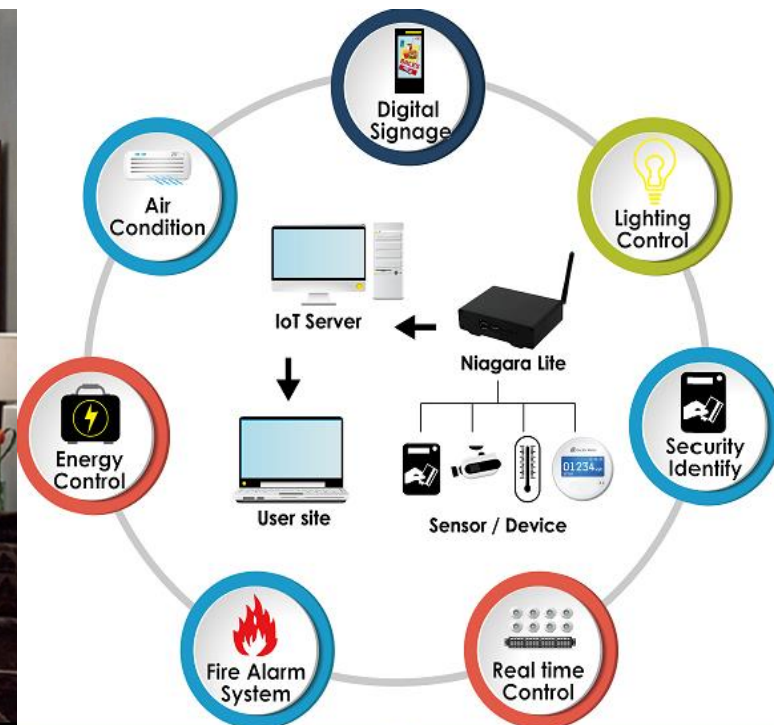 Digital
Signage
Air
Condition
Lighting
Control
IoT Server
Niagara Lite
Energy
Control
Security
Identify
01234
User site
Sensor / Device
Fire Alarm
System
Real time
Control